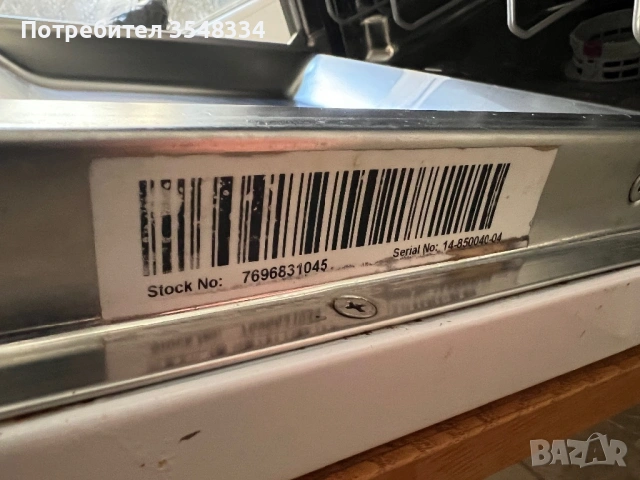 Потребител 3548334
Stock No: 7696831045
Serial No: 14-850040-04
BAZAR